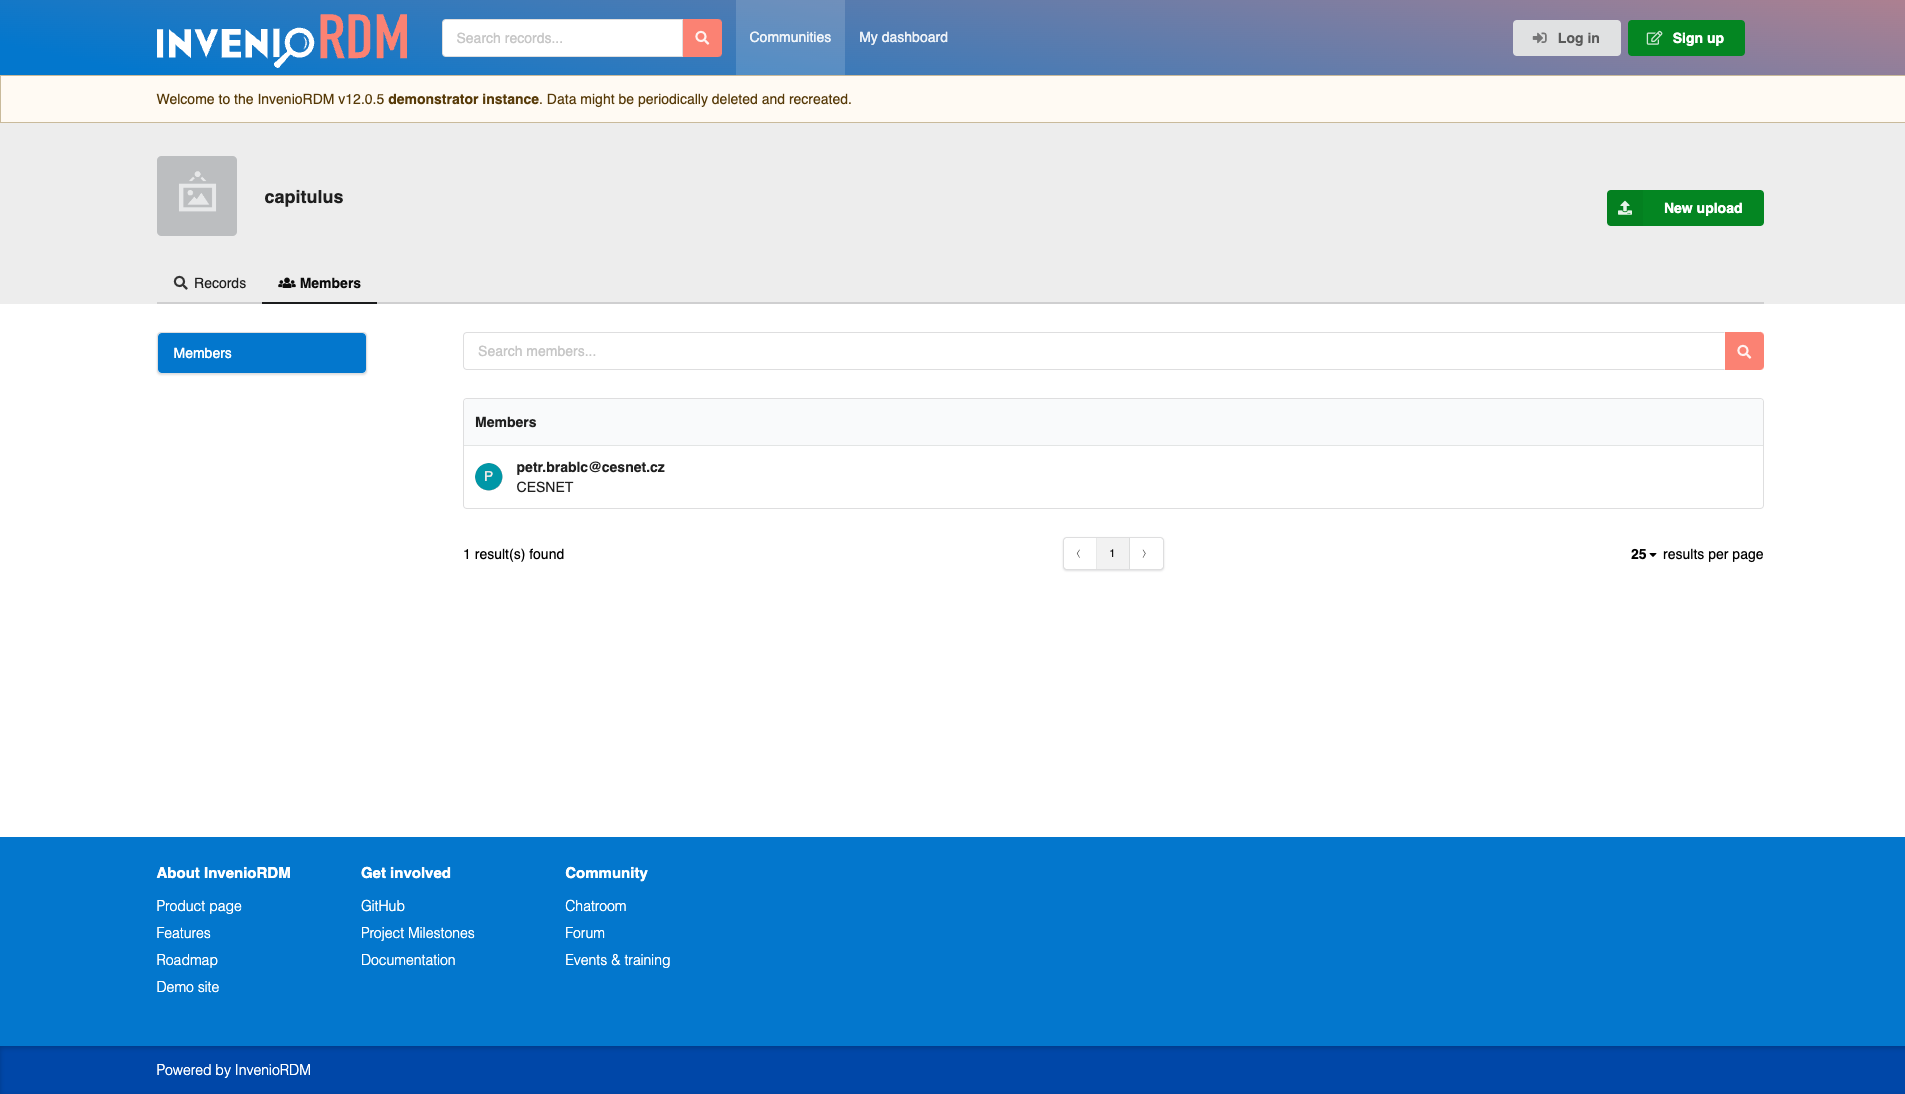 INVENIO RDM
Search records...
Communities
My dashboard
Log in
Sign up
Welcome to the InvenioRDM v12.0.5 demonstrator instance. Data might be periodically deleted and recreated.
capitulus
New upload
Records
Members
Members
Search members...
Members
P
petr.brabIc@cesnet.cz
CESNET
1 result(s) found
‹ 1 ›
25 results per page
About InvenioRDM
Product page
Features
Roadmap
Demo site
Get involved
GitHub
Project Milestones
Documentation
Community
Chatroom
Forum
Events & training
Powered by InvenioRDM